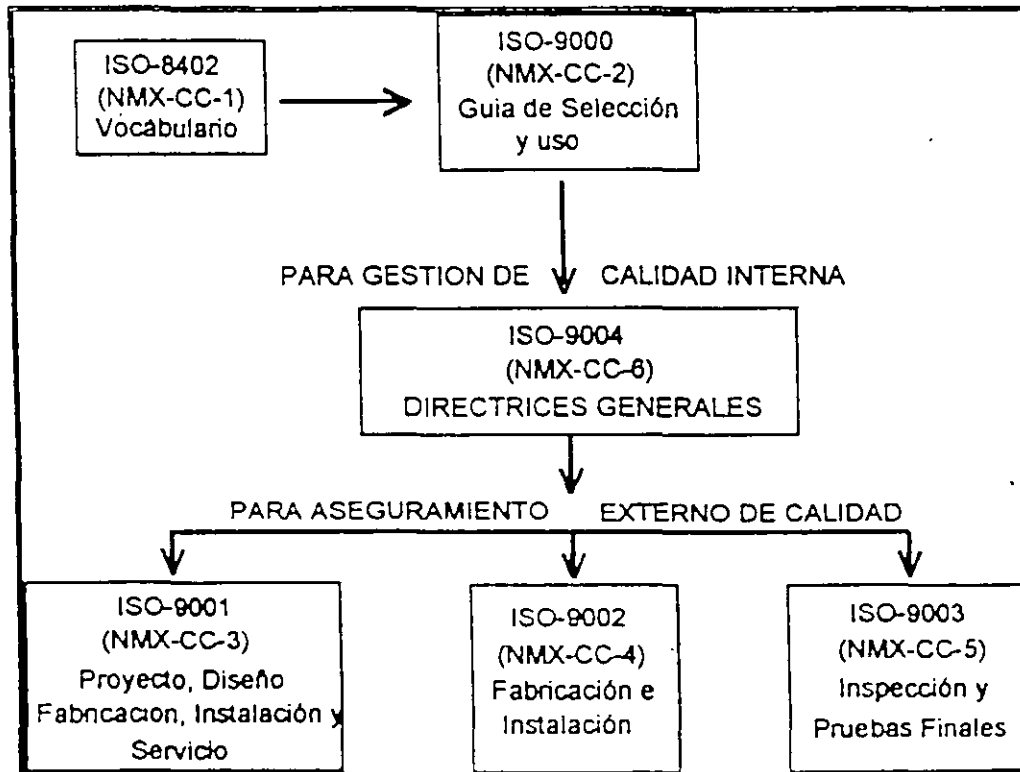 ISO-8402
(NMX-CC-1)
Vocabulario
ISO-9000
(NMX-CC-2)
Guia de Selección
y uso
PARA GESTION DE CALIDAD INTERNA
ISO-9004
(NMX-CC-6)
DIRECTRICES GENERALES
PARA ASEGURAMIENTO EXTERNO DE CALIDAD
ISO-9001
(NMX-CC-3)
Proyecto, Diseño
Fabricacion, Instalación y
Servicio
ISO-9002
(NMX-CC-4)
Fabricación e
Instalación
ISO-9003
(NMX-CC-5)
Inspección y
Pruebas Finales